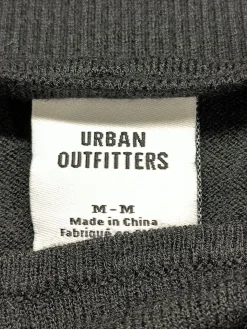 URBAN
OUTFITTERS
M-M
Made in China
Fabriqué